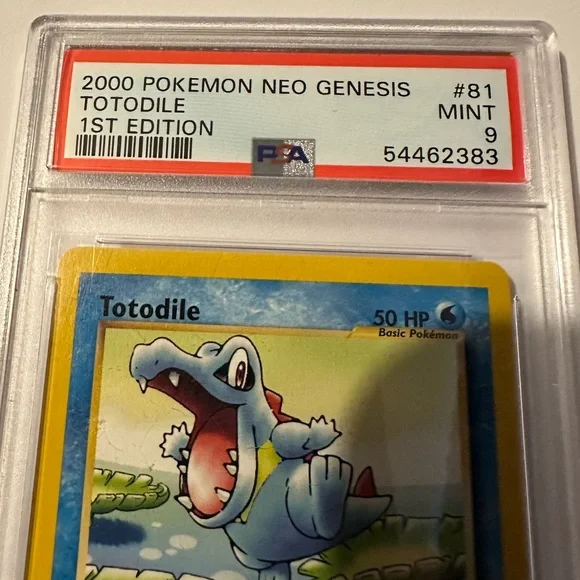 2000 POKEMON NEO GENESIS #81
TOTODILE MINT
1ST EDITION 9
PSA 54462383
Totodile 50 HP
Basic Pokémon